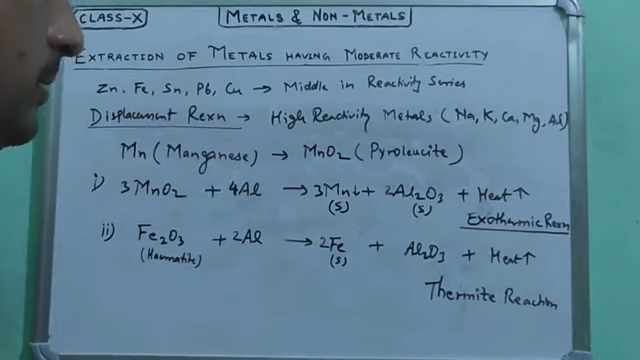 CLASS-X
METALS & NON-METALS
EXTRACTION OF METALS HAVING MODERATE REACTIVITY
Zn, Fe, Sn, Pb, Cu → Middle in Reactivity Series
Displacement Rexn → High Reactivity Metals (Na, K, Ca, Mg, Al)
Mn (Manganese) → MnO2 (Pyroleucite)
i) 3MnO2 + 4Al → 3Mn↓ + 2Al2O3 + Heat↑
(s) (s)
Exothermic Rexn
ii) Fe2O3 + 2Al → 2Fe + Al2O3 + Heat↑
(Haematite) (s)
Thermite Reaction